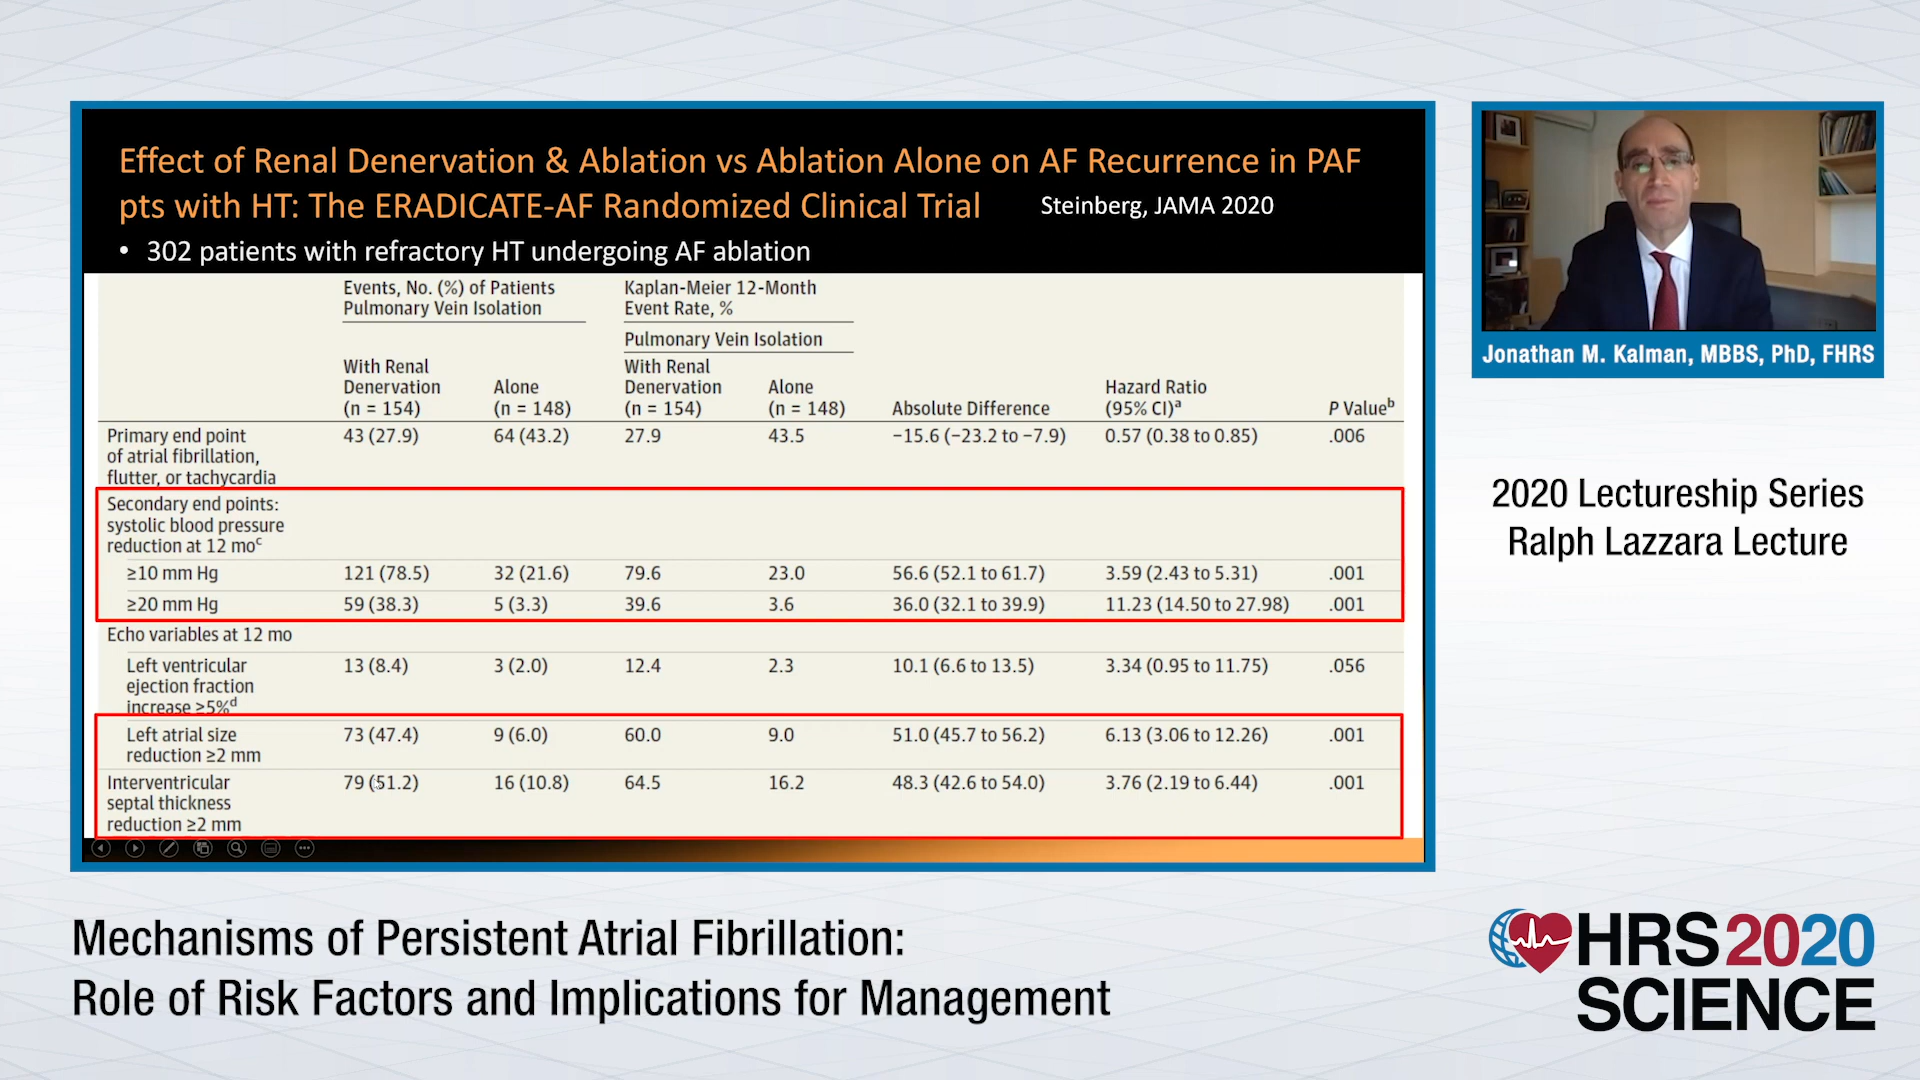 Effect of Renal Denervation & Ablation vs Ablation Alone on AF Recurrence in PAF
pts with HT: The ERADICATE-AF Randomized Clinical Trial Steinberg, JAMA 2020
• 302 patients with refractory HT undergoing AF ablation
Events, No. (%) of Patients Kaplan-Meier 12-Month
Pulmonary Vein Isolation Event Rate, %
Pulmonary Vein Isolation
With Renal With Renal
Denervation Alone Denervation Alone Hazard Ratio
(n = 154) (n = 148) (n = 154) (n = 148) Absolute Difference (95% CI)ᵃ P Valueᵇ
Primary end point 43 (27.9) 64 (43.2) 27.9 43.5 −15.6 (−23.2 to −7.9) 0.57 (0.38 to 0.85) .006
of atrial fibrillation,
flutter, or tachycardia
Secondary end points:
systolic blood pressure
reduction at 12 moᶜ
≥10 mm Hg 121 (78.5) 32 (21.6) 79.6 23.0 56.6 (52.1 to 61.7) 3.59 (2.43 to 5.31) .001
≥20 mm Hg 59 (38.3) 5 (3.3) 39.6 3.6 36.0 (32.1 to 39.9) 11.23 (14.50 to 27.98) .001
Echo variables at 12 mo
Left ventricular 13 (8.4) 3 (2.0) 12.4 2.3 10.1 (6.6 to 13.5) 3.34 (0.95 to 11.75) .056
ejection fraction
increase ≥5%ᵈ
Left atrial size 73 (47.4) 9 (6.0) 60.0 9.0 51.0 (45.7 to 56.2) 6.13 (3.06 to 12.26) .001
reduction ≥2 mm
Interventricular 79 (51.2) 16 (10.8) 64.5 16.2 48.3 (42.6 to 54.0) 3.76 (2.19 to 6.44) .001
septal thickness
reduction ≥2 mm
Jonathan M. Kalman, MBBS, PhD, FHRS
2020 Lectureship Series
Ralph Lazzara Lecture
Mechanisms of Persistent Atrial Fibrillation:
Role of Risk Factors and Implications for Management
HRS2020
SCIENCE